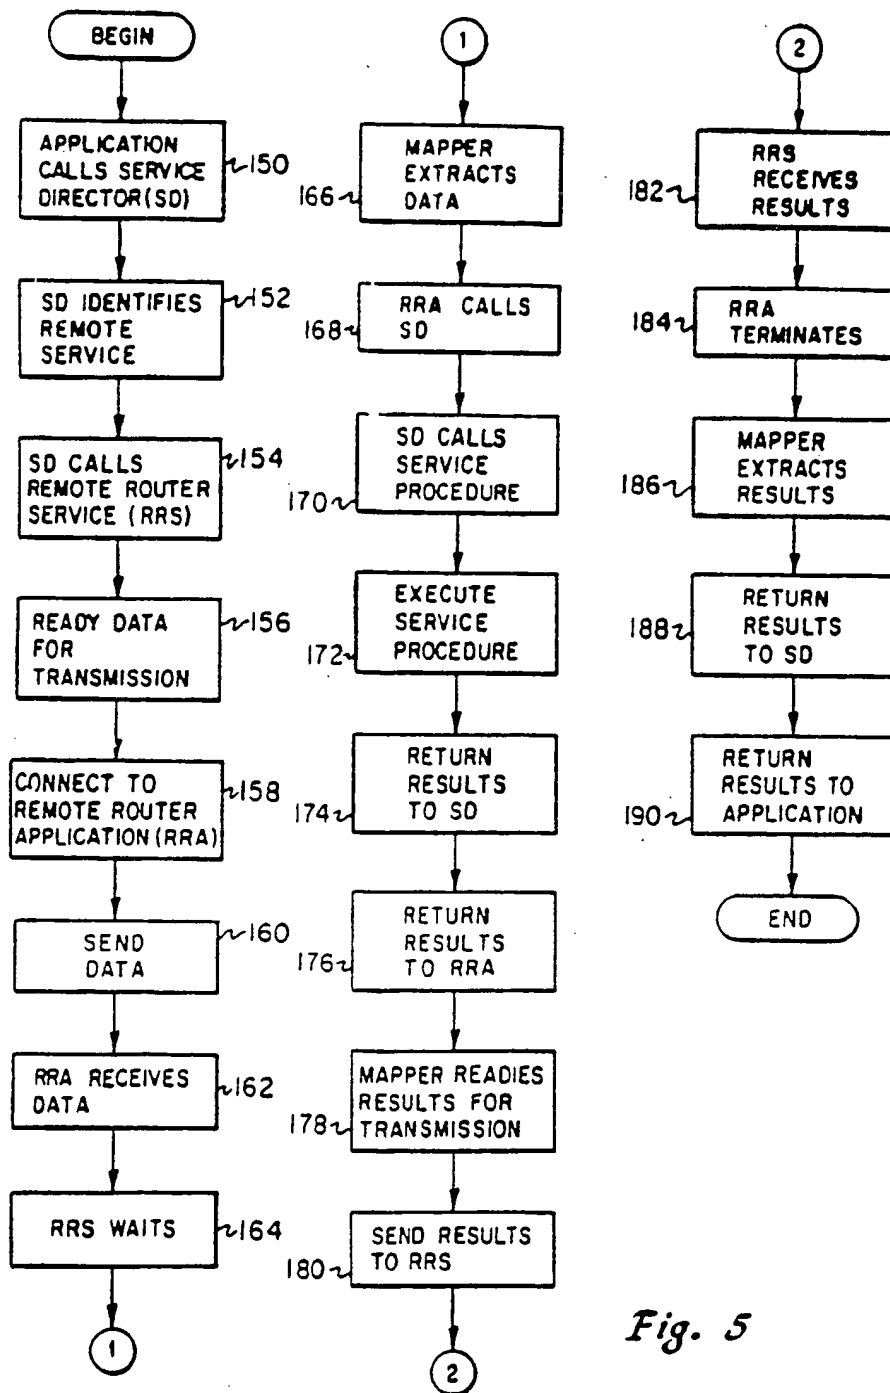 BEGIN
APPLICATION
CALLS SERVICE
DIRECTOR(SD)
150
SD IDENTIFIES
REMOTE
SERVICE
152
SD CALLS
REMOTE ROUTER
SERVICE (RRS)
154
READY DATA
FOR
TRANSMISSION
156
CONNECT TO
REMOTE ROUTER
APPLICATION(RRA)
158
SEND
DATA
160
RRA RECEIVES
DATA
162
RRS WAITS
164
1
1
MAPPER
EXTRACTS
DATA
166
RRA CALLS
SD
168
SD CALLS
SERVICE
PROCEDURE
170
EXECUTE
SERVICE
PROCEDURE
172
RETURN
RESULTS
TO SD
174
RETURN
RESULTS
TO RRA
176
MAPPER READIES
RESULTS FOR
TRANSMISSION
178
SEND RESULTS
TO RRS
180
2
2
RRS
RECEIVES
RESULTS
182
RRA
TERMINATES
184
MAPPER
EXTRACTS
RESULTS
186
RETURN
RESULTS
TO SD
188
RETURN
RESULTS TO
APPLICATION
190
END
Fig. 5